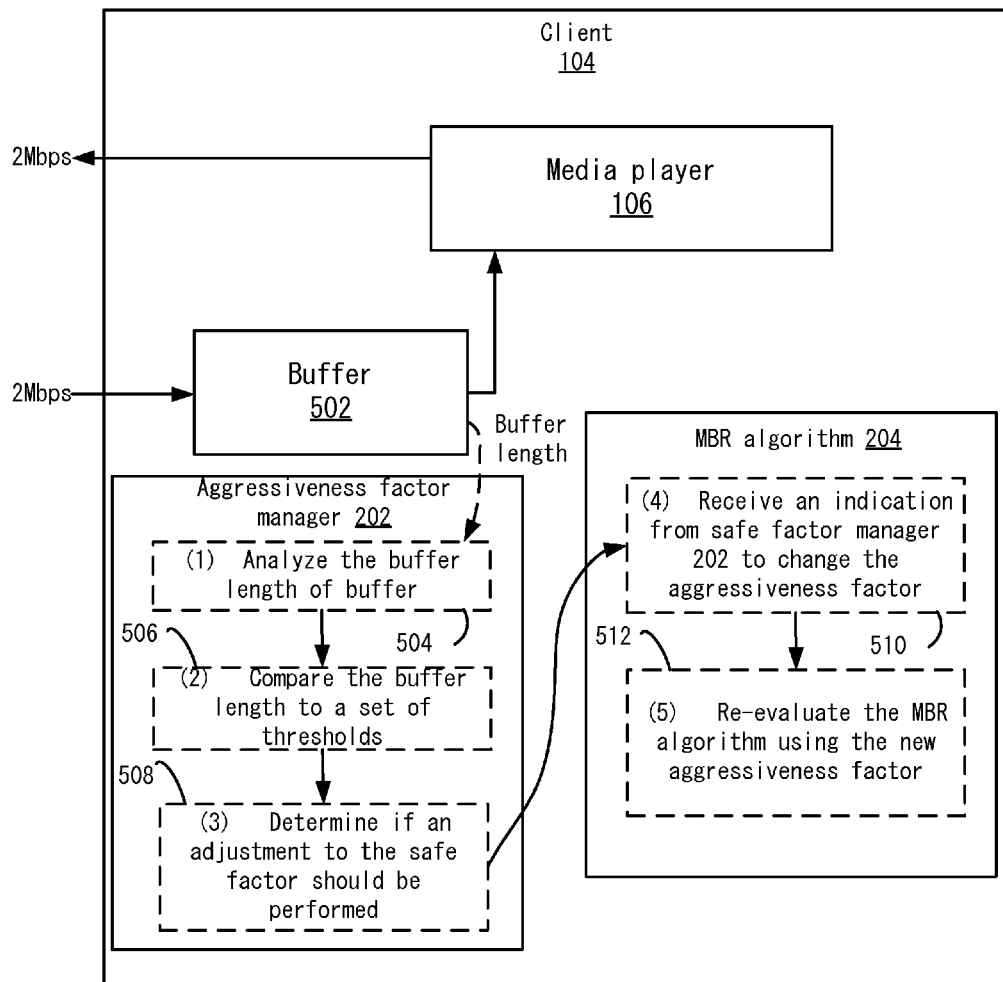 Client
104
2Mbps
Media player
106
2Mbps
Buffer
502
Buffer
length
Aggressiveness factor
manager 202
(1) Analyze the buffer
length of buffer
504
506
(2) Compare the buffer
length to a set of
thresholds
508
(3) Determine if an
adjustment to the safe
factor should be
performed
MBR algorithm 204
(4) Receive an indication
from safe factor manager
202 to change the
aggressiveness factor
510
512
(5) Re-evaluate the MBR
algorithm using the new
aggressiveness factor